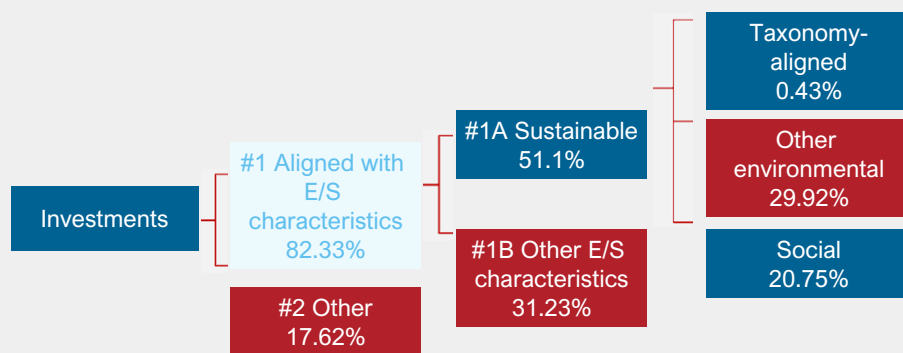 Investments
#1 Aligned with
E/S
characteristics
82.33%
#2 Other
17.62%
#1A Sustainable
51.1%
#1B Other E/S
characteristics
31.23%
Taxonomy-
aligned
0.43%
Other
environmental
29.92%
Social
20.75%